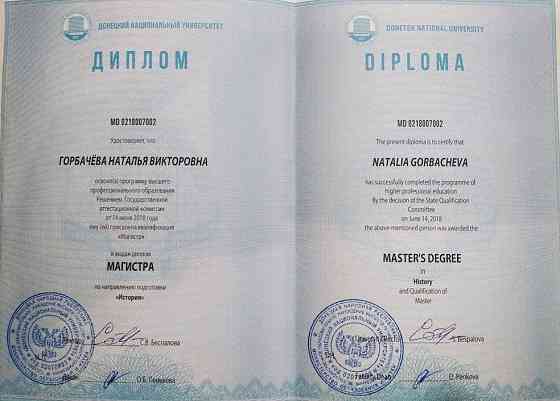 ДОНЕЦКИЙ НАЦИОНАЛЬНЫЙ УНИВЕРСИТЕТ
ДИПЛОМ
MD 0218007002
Удостоверяет, что
ГОРБАЧЁВА НАТАЛЬЯ ВИКТОРОВНА
освоил(а) программу высшего
профессионального образования
Решением Государственной
аттестационной комиссии
от 14 июня 2018 года
ему (ей) присвоена квалификация
«Магистр»
и выдан диплом
МАГИСТРА
по направлению подготовки
«История»
С.В. Беспалова
О.Б. Пенькова
DONETSK NATIONAL UNIVERSITY
DIPLOMA
MD 0218007002
The present diploma is to certify that
NATALIA GORBACHEVA
has successfully completed the programme of
higher professional education
By the decision of the State Qualification
Committee
on June 14, 2018
the above-mentioned person was awarded the
MASTER'S DEGREE
in
History
and Qualification of
Master
S. Bespalova
O. Penkova